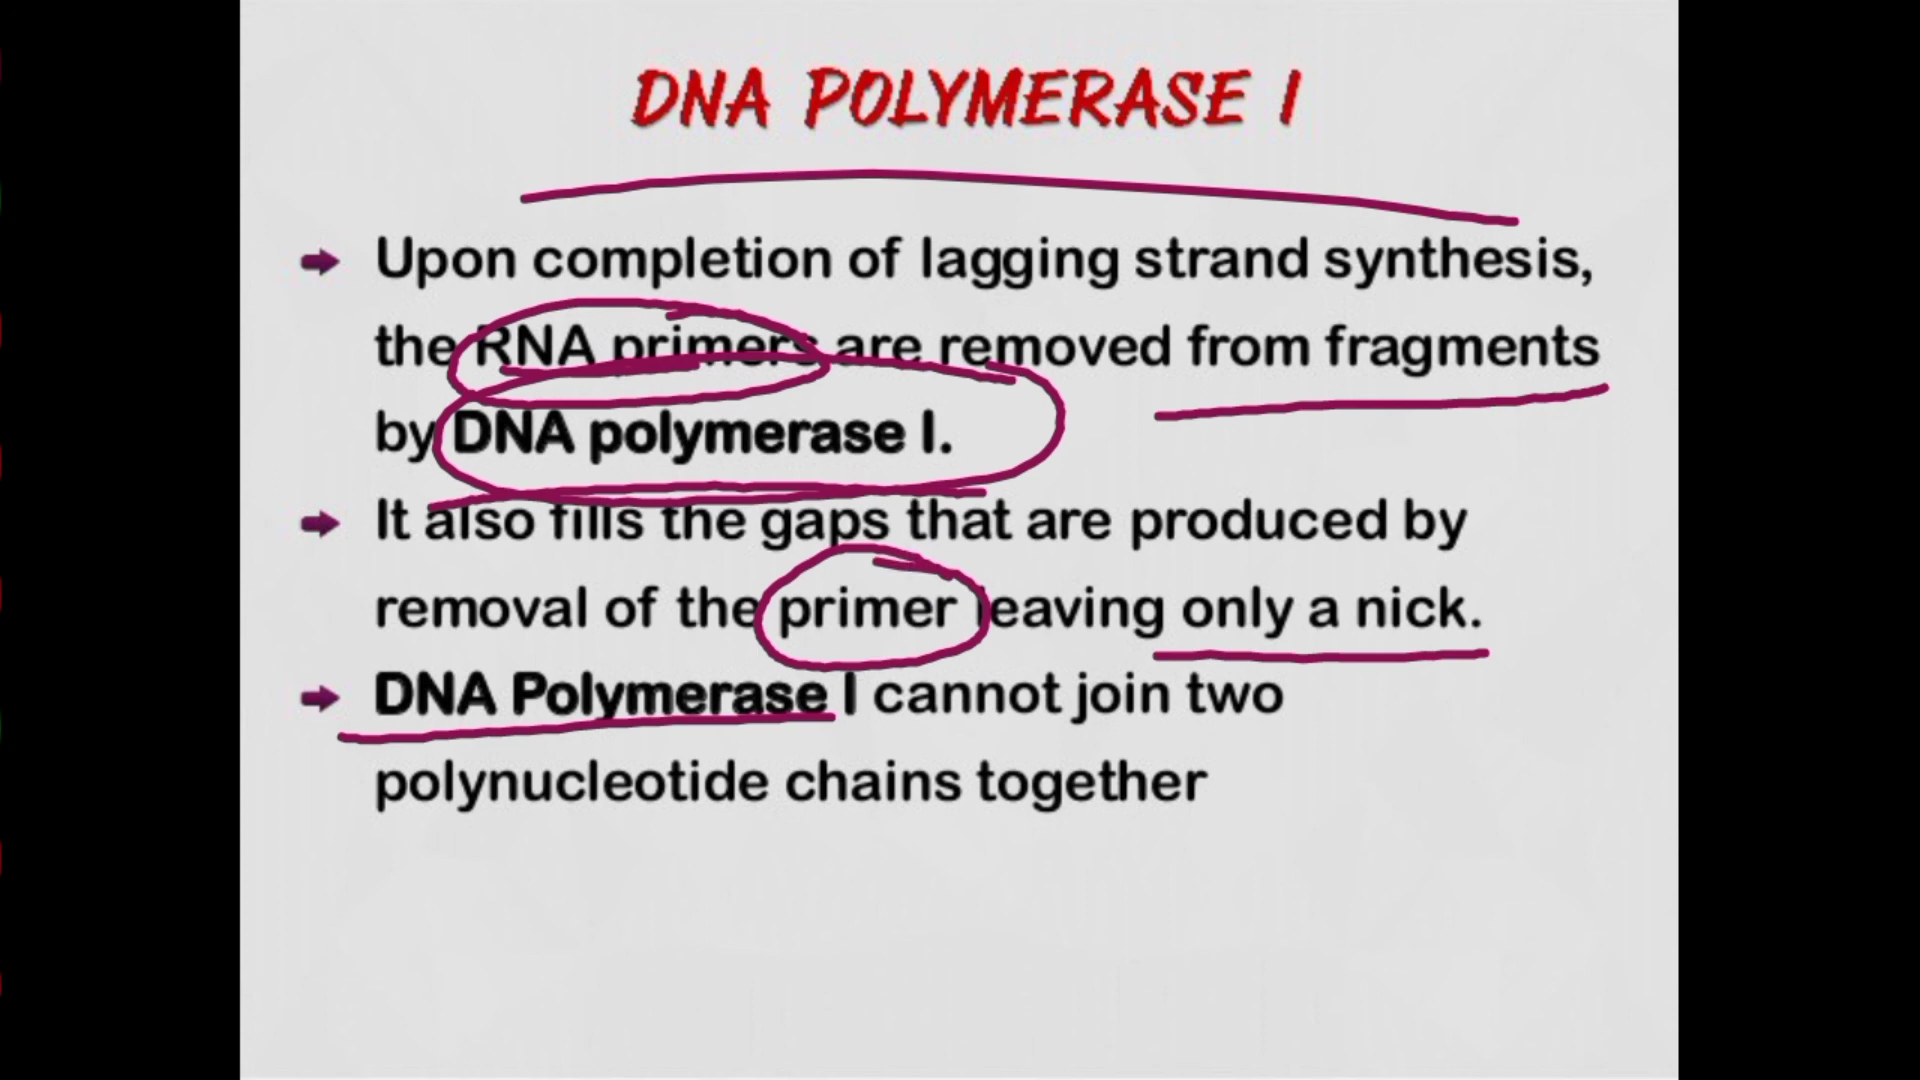 DNA POLYMERASE I
Upon completion of lagging strand synthesis,
the RNA primers are removed from fragments
by DNA polymerase I.
It also fills the gaps that are produced by
removal of the primer leaving only a nick.
DNA Polymerase I cannot join two
polynucleotide chains together